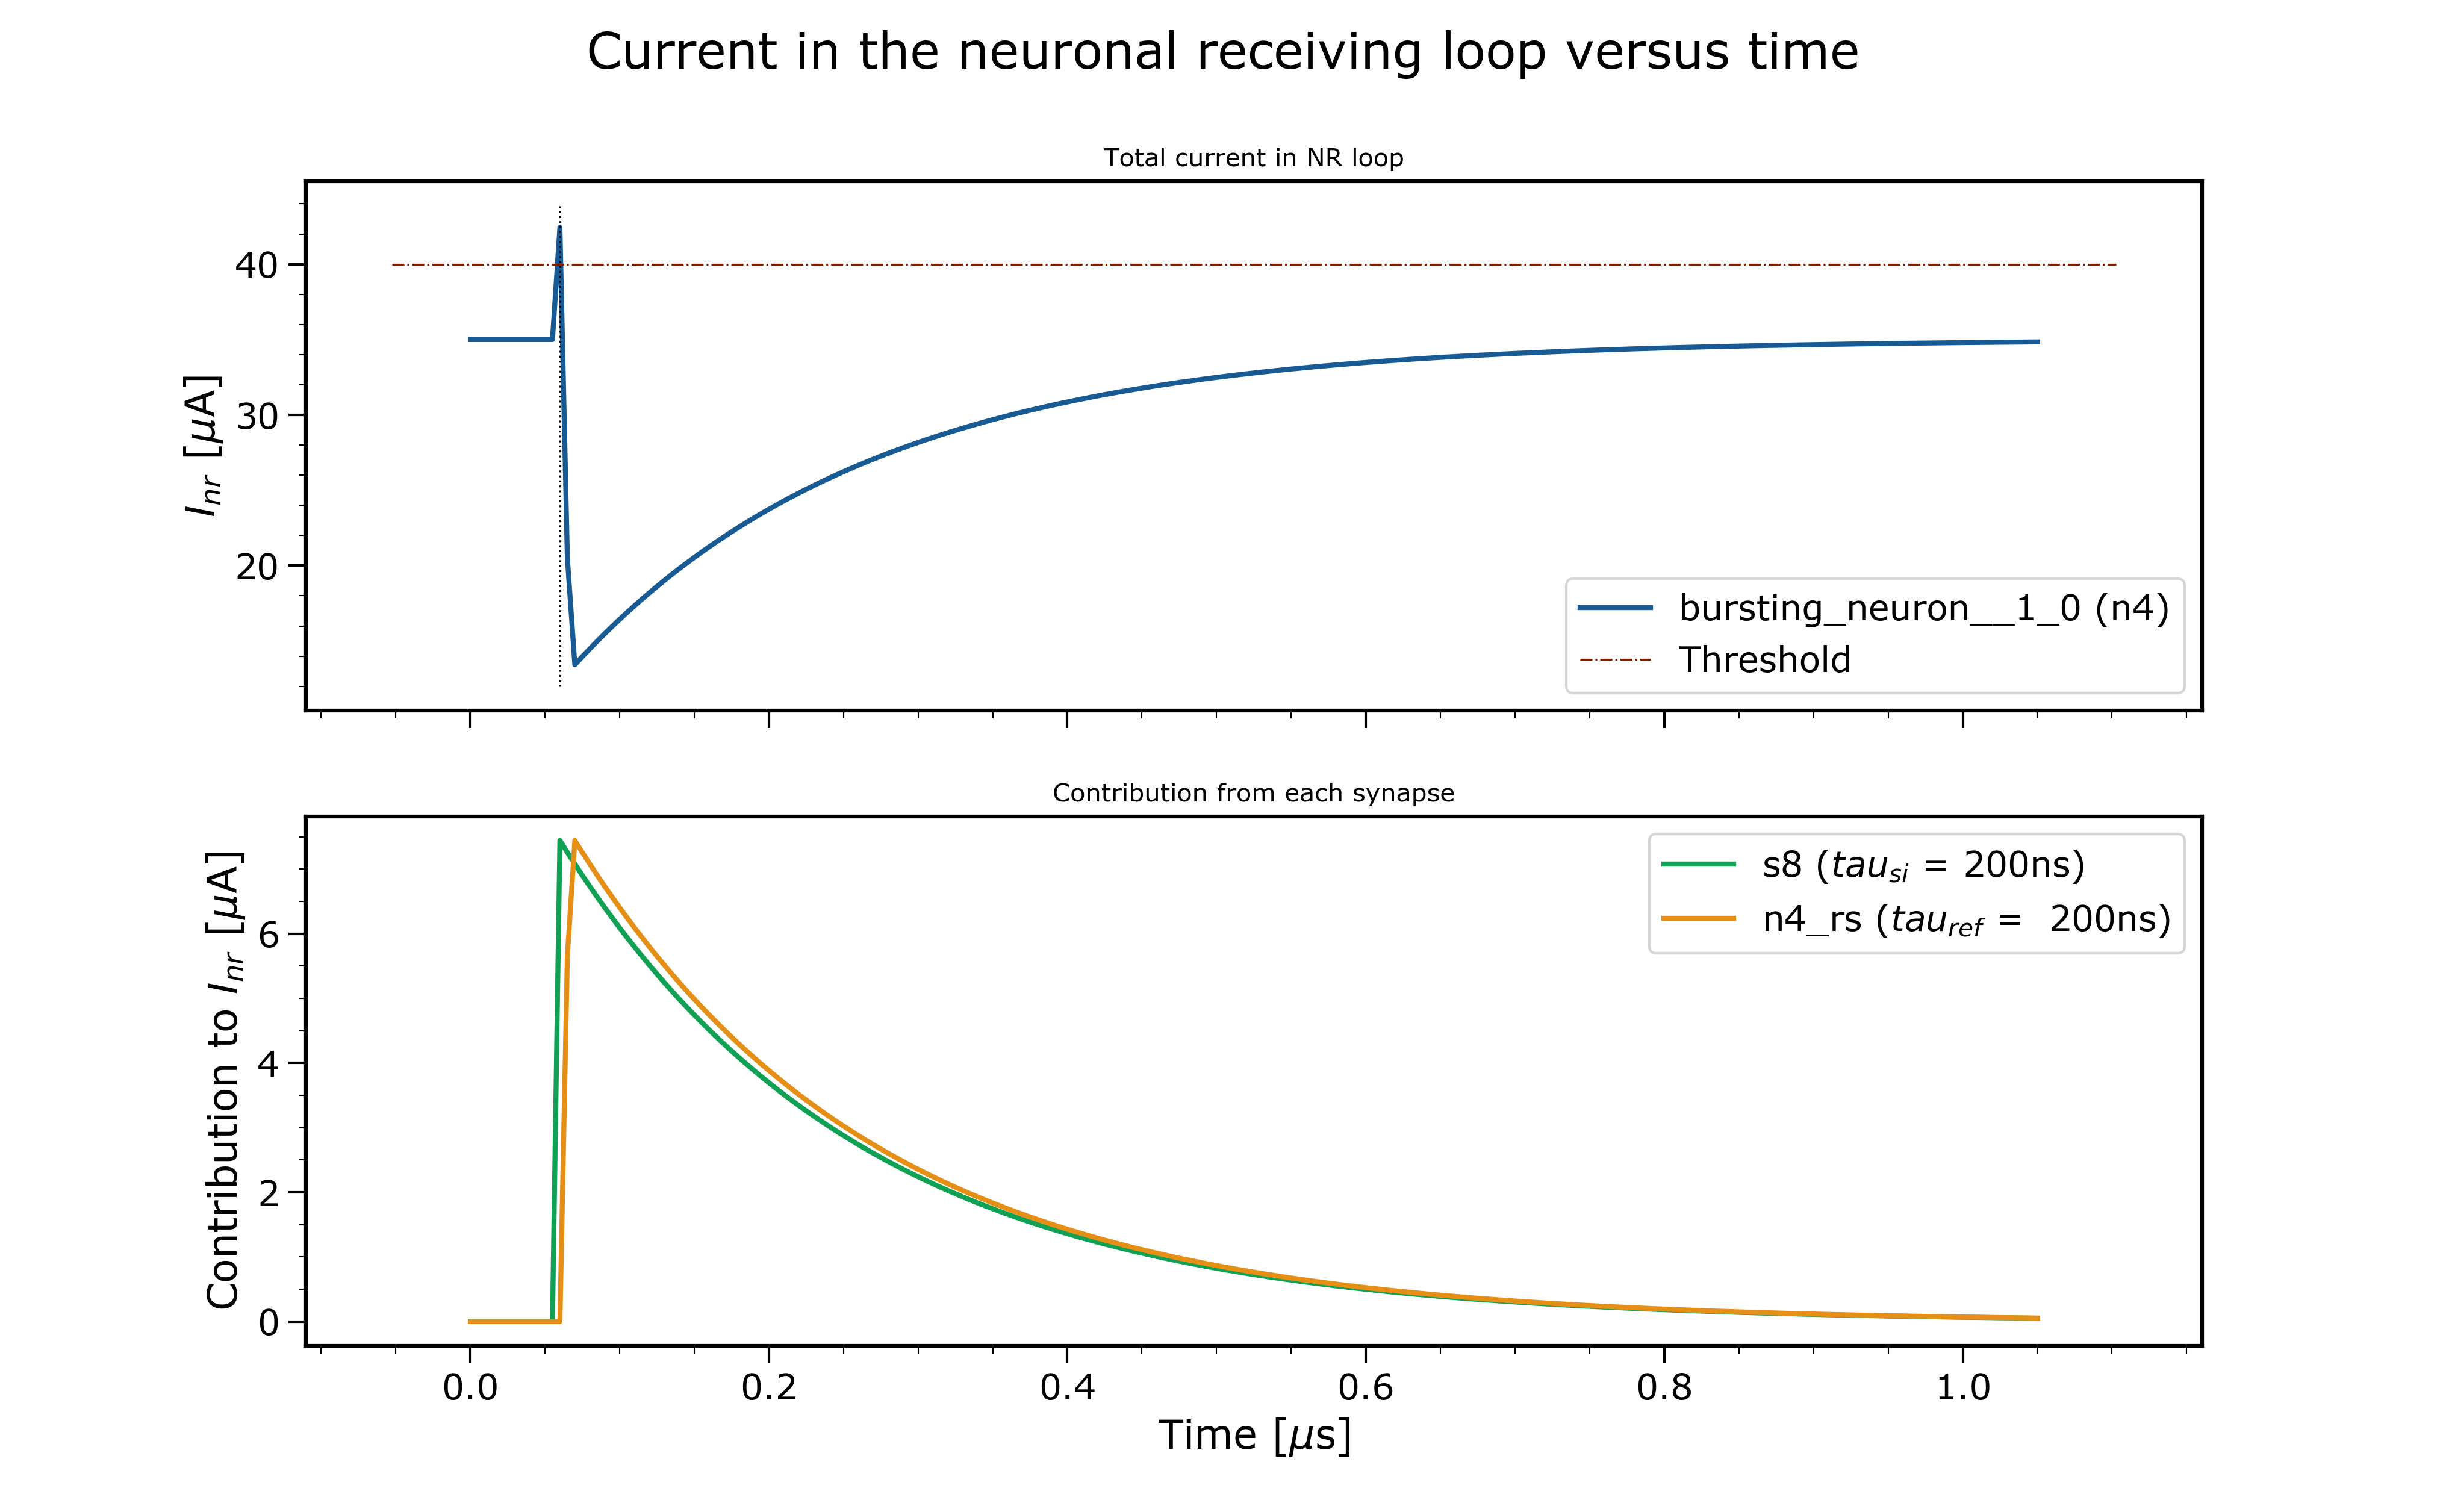 Current in the neuronal receiving loop versus time
Total current in NR loop
40
30
20
I_nr [μA]
bursting_neuron__1_0 (n4)
Threshold
Contribution from each synapse
6
4
2
0
Contribution to I_nr [μA]
s8 (tau_si = 200ns)
n4_rs (tau_ref =  200ns)
0.0 0.2 0.4 0.6 0.8 1.0
Time [μs]